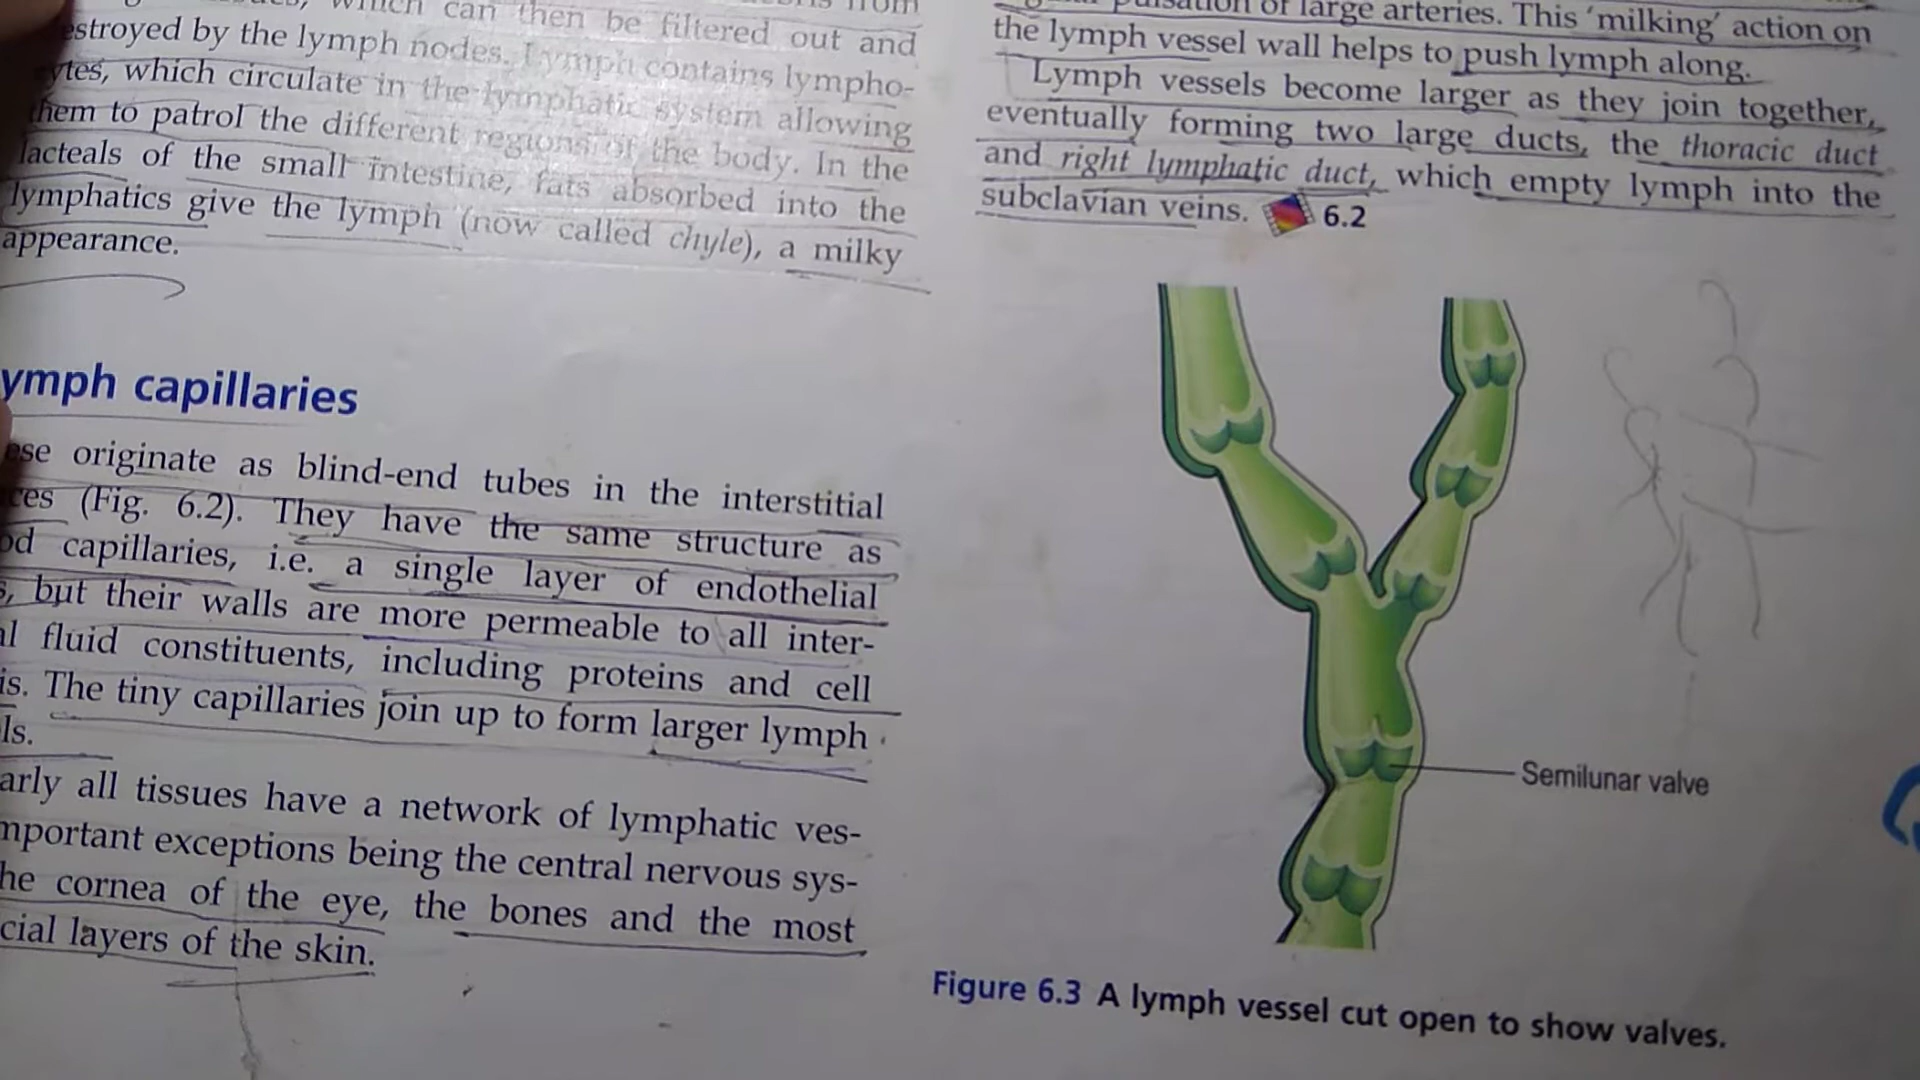 which can then be filtered out and
estroyed by the lymph nodes. Lymph contains lympho-
ytes, which circulate in the lymphatic system allowing
hem to patrol the different regions of the body. In the
lacteals of the small intestine, fats absorbed into the
lymphatics give the lymph (now called chyle), a milky
appearance.
ymph capillaries
ese originate as blind-end tubes in the interstitial
ces (Fig. 6.2). They have the same structure as
od capillaries, i.e. a single layer of endothelial
s, but their walls are more permeable to all inter-
al fluid constituents, including proteins and cell
is. The tiny capillaries join up to form larger lymph
ls.
arly all tissues have a network of lymphatic ves-
mportant exceptions being the central nervous sys-
he cornea of the eye, the bones and the most
cial layers of the skin.
pulsation of large arteries. This 'milking' action on
the lymph vessel wall helps to push lymph along.
Lymph vessels become larger as they join together,
eventually forming two large ducts, the thoracic duct
and right lymphatic duct, which empty lymph into the
subclavian veins. 6.2
Semilunar valve
Figure 6.3 A lymph vessel cut open to show valves.